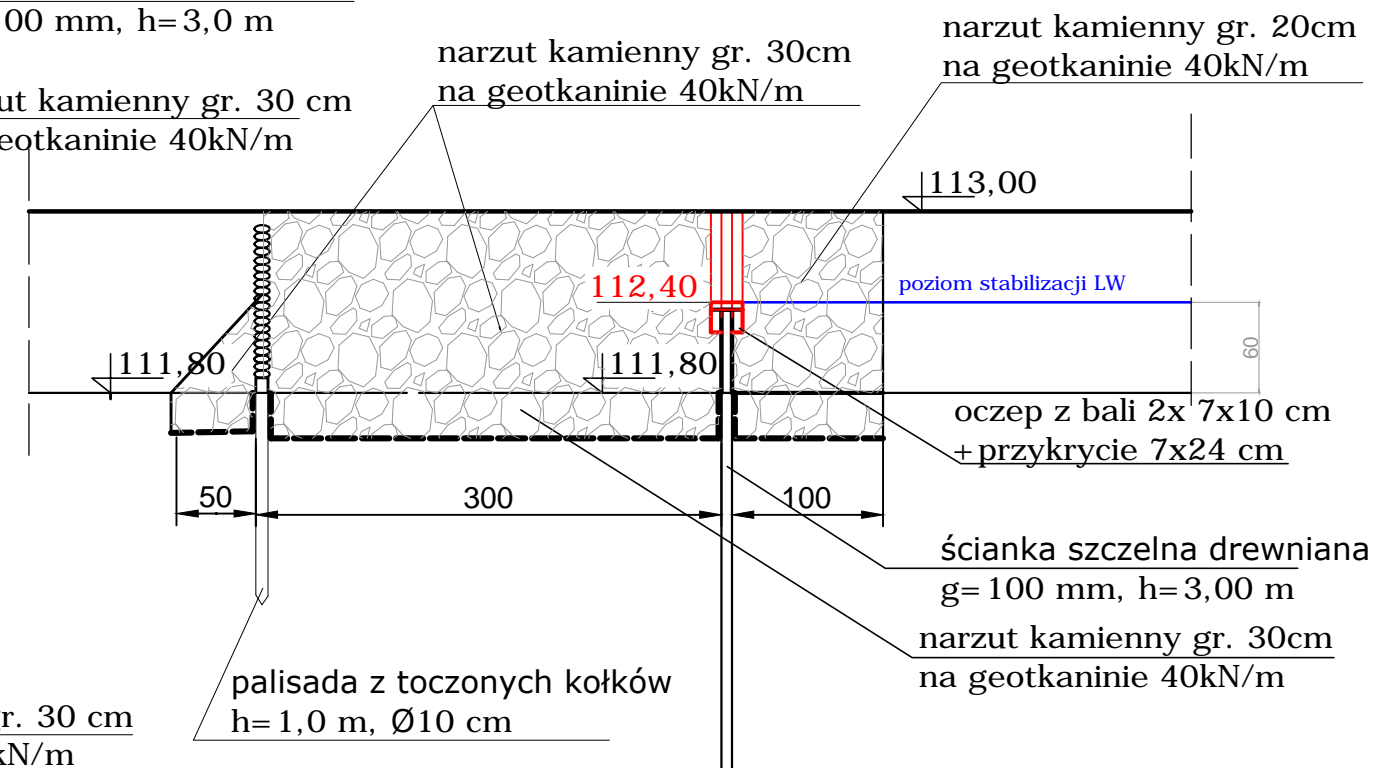 00 mm, h=3,0 m
narzut kamienny gr. 30cm
na geotkaninie 40kN/m
narzut kamienny gr. 20cm
na geotkaninie 40kN/m
ut kamienny gr. 30 cm
eotkaninie 40kN/m
113,00
112,40
poziom stabilizacji LW
60
111,80
111,80
oczep z bali 2x 7x10 cm
+przykrycie 7x24 cm
50
300
100
ścianka szczelna drewniana
g=100 mm, h=3,00 m
narzut kamienny gr. 30cm
na geotkaninie 40kN/m
palisada z toczonych kołków
h=1,0 m, Ø10 cm
gr. 30 cm
kN/m